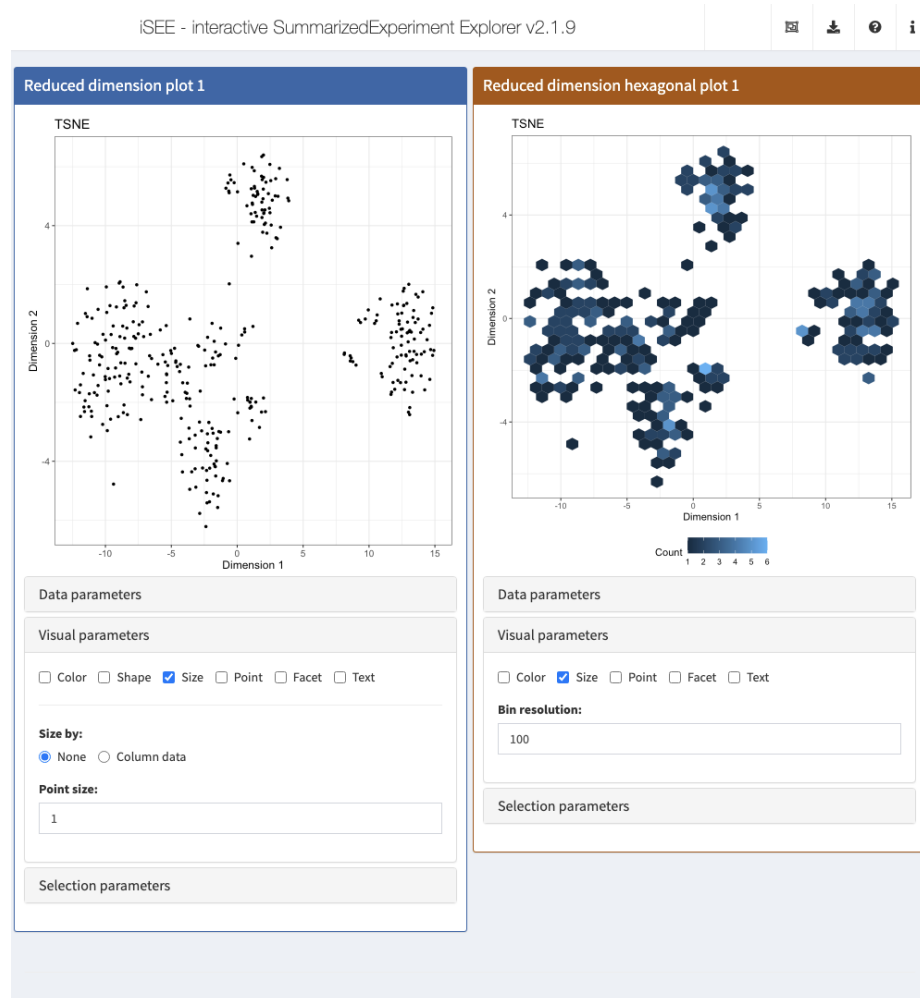 iSEE - interactive SummarizedExperiment Explorer v2.1.9
Reduced dimension plot 1
TSNE
4
0
-4
Dimension 2
-10 -5 0 5 10 15
Dimension 1
Data parameters
Visual parameters
Color Shape Size Point Facet Text
Size by:
None Column data
Point size:
1
Selection parameters
Reduced dimension hexagonal plot 1
TSNE
4
0
-4
Dimension 2
-10 -5 0 5 10 15
Dimension 1
Count
1 2 3 4 5 6
Data parameters
Visual parameters
Color Size Point Facet Text
Bin resolution:
100
Selection parameters